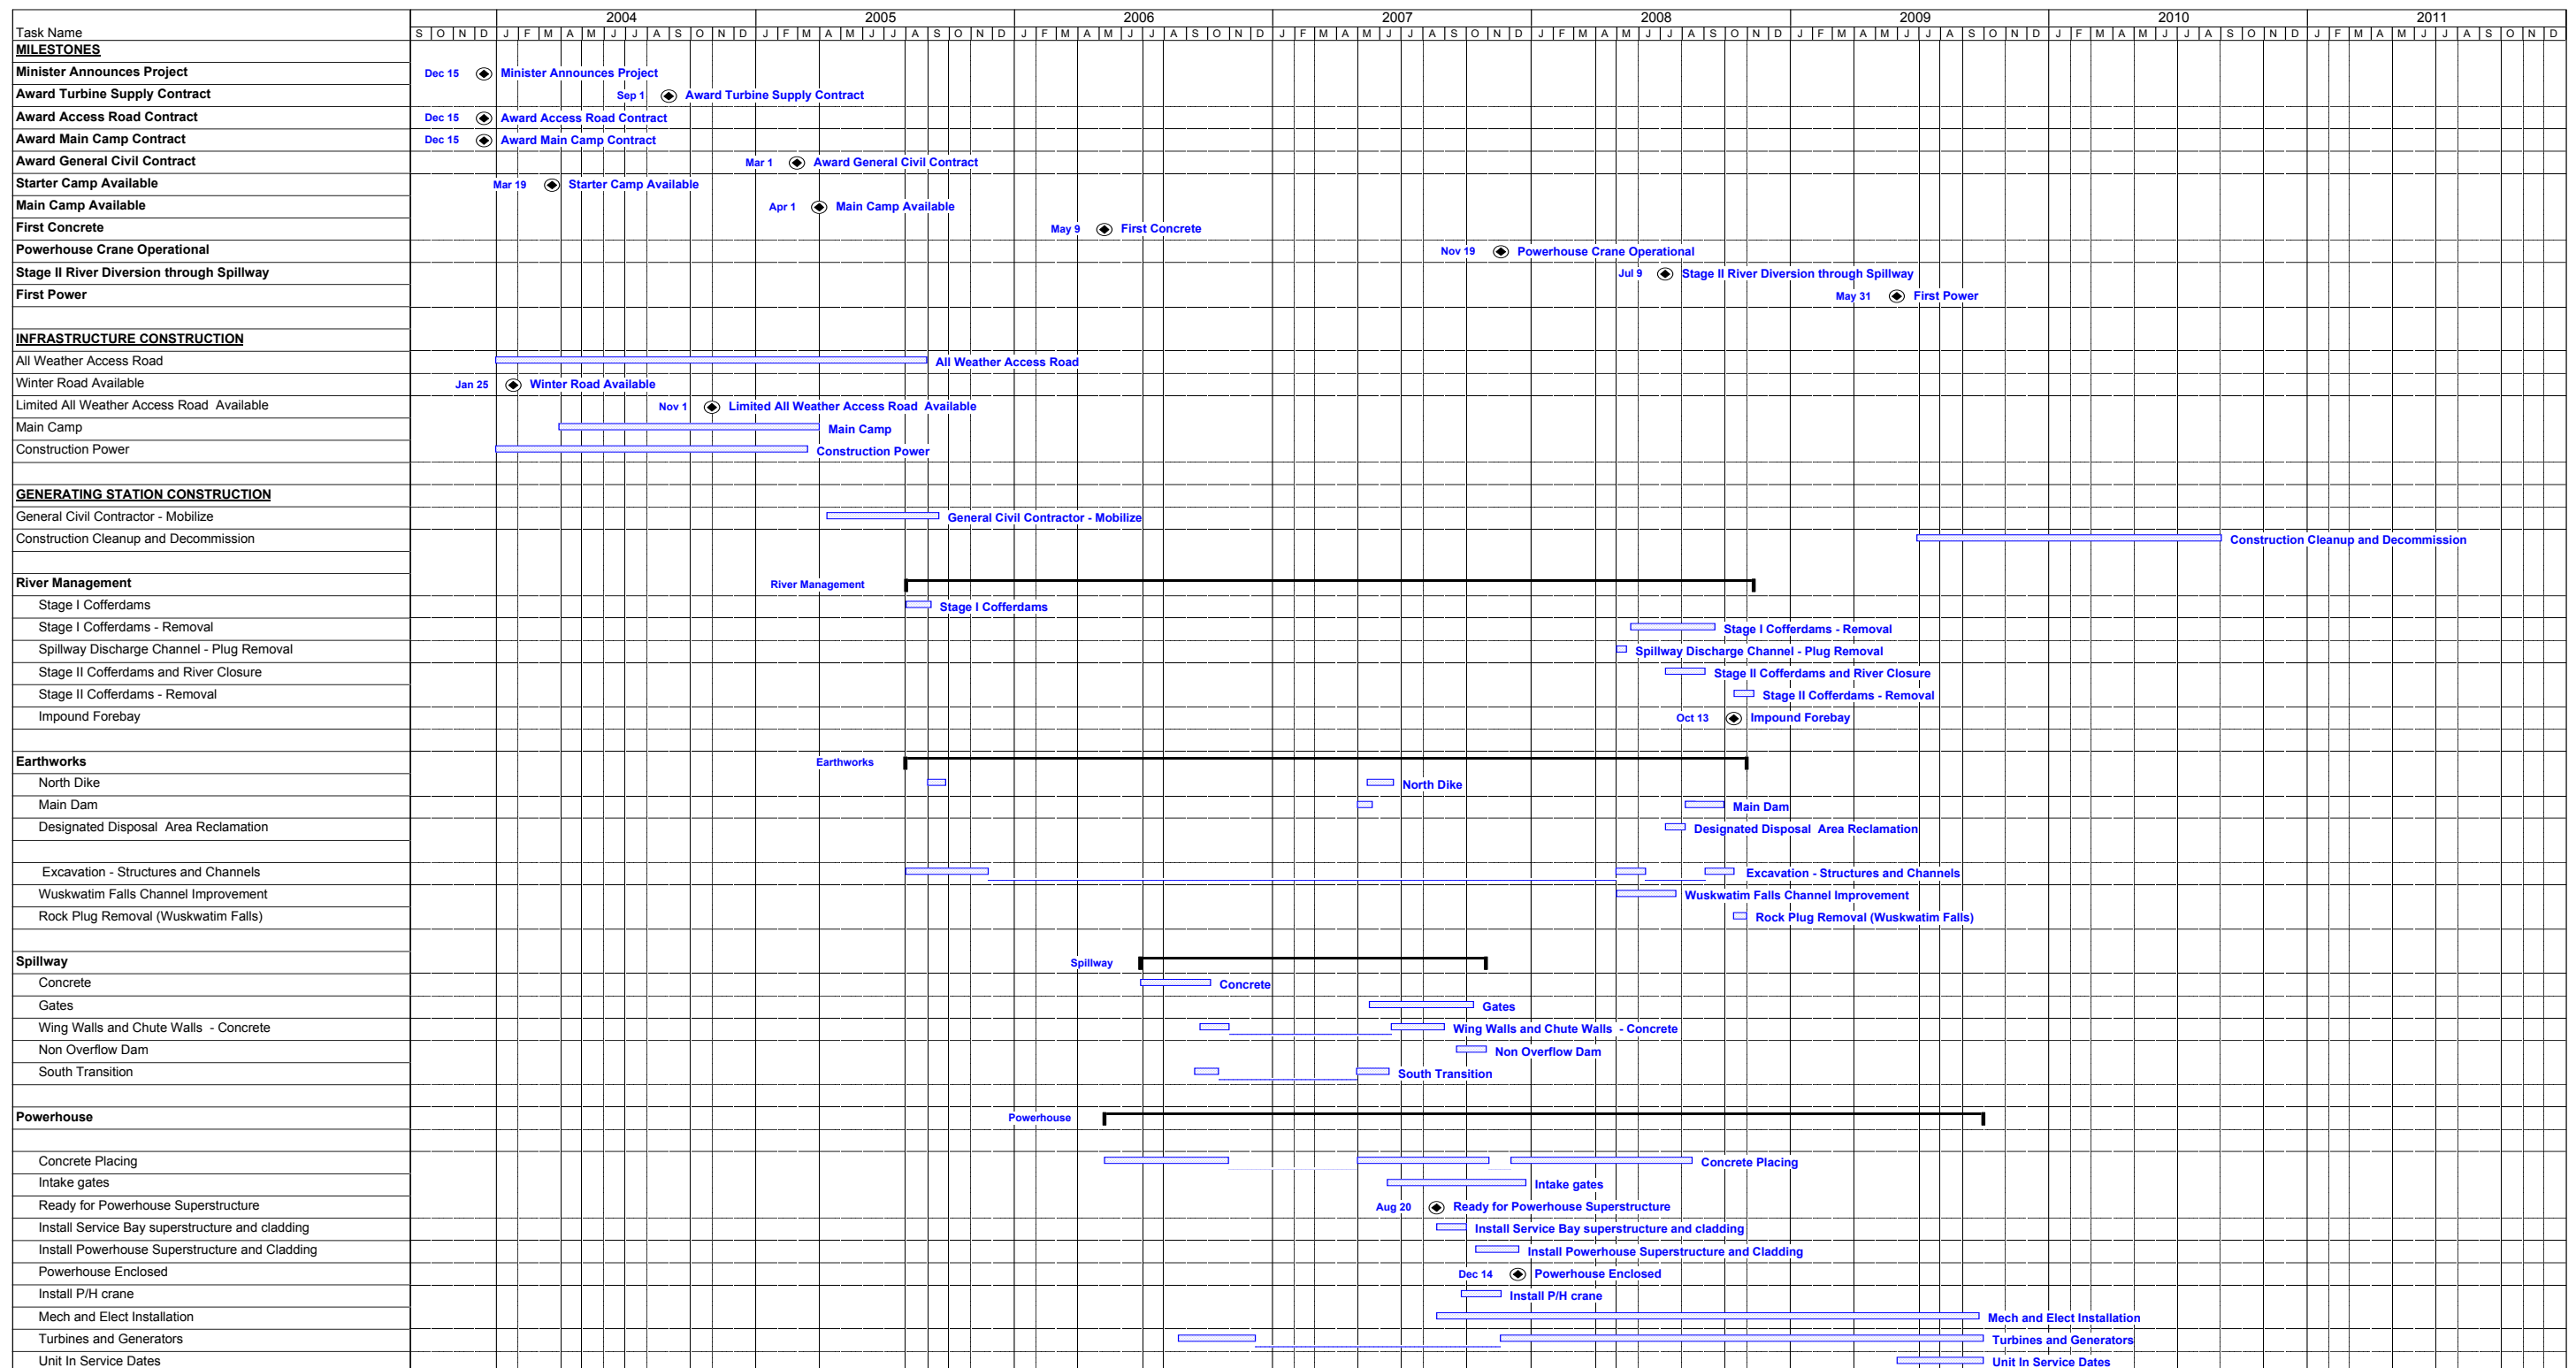 2004 2005 2006 2007 2008 2009 2010 2011
Task Name S O N D J F M A M J J A S O N D J F M A M J J A S O N D J F M A M J J A S O N D J F M A M J J A S O N D J F M A M J J A S O N D J F M A M J J A S O N D J F M A M J J A S O N D J F M A M J J A S O N D
MILESTONES
Minister Announces Project Dec 15 Minister Announces Project
Award Turbine Supply Contract Sep 1 Award Turbine Supply Contract
Award Access Road Contract Dec 15 Award Access Road Contract
Award Main Camp Contract Dec 15 Award Main Camp Contract
Award General Civil Contract Mar 1 Award General Civil Contract
Starter Camp Available Mar 19 Starter Camp Available
Main Camp Available Apr 1 Main Camp Available
First Concrete May 9 First Concrete
Powerhouse Crane Operational Nov 19 Powerhouse Crane Operational
Stage II River Diversion through Spillway Jul 9 Stage II River Diversion through Spillway
First Power May 31 First Power
INFRASTRUCTURE CONSTRUCTION
All Weather Access Road All Weather Access Road
Winter Road Available Jan 25 Winter Road Available
Limited All Weather Access Road Available Nov 1 Limited All Weather Access Road Available
Main Camp Main Camp
Construction Power Construction Power
GENERATING STATION CONSTRUCTION
General Civil Contractor - Mobilize General Civil Contractor - Mobilize
Construction Cleanup and Decommission Construction Cleanup and Decommission
River Management River Management
Stage I Cofferdams Stage I Cofferdams
Stage I Cofferdams - Removal Stage I Cofferdams - Removal
Spillway Discharge Channel - Plug Removal Spillway Discharge Channel - Plug Removal
Stage II Cofferdams and River Closure Stage II Cofferdams and River Closure
Stage II Cofferdams - Removal Stage II Cofferdams - Removal
Impound Forebay Oct 13 Impound Forebay
Earthworks Earthworks
North Dike North Dike
Main Dam Main Dam
Designated Disposal Area Reclamation Designated Disposal Area Reclamation
Excavation - Structures and Channels Excavation - Structures and Channels
Wuskwatim Falls Channel Improvement Wuskwatim Falls Channel Improvement
Rock Plug Removal (Wuskwatim Falls) Rock Plug Removal (Wuskwatim Falls)
Spillway Spillway
Concrete Concrete
Gates Gates
Wing Walls and Chute Walls - Concrete Wing Walls and Chute Walls - Concrete
Non Overflow Dam Non Overflow Dam
South Transition South Transition
Powerhouse Powerhouse
Concrete Placing Concrete Placing
Intake gates Intake gates
Ready for Powerhouse Superstructure Aug 20 Ready for Powerhouse Superstructure
Install Service Bay superstructure and cladding Install Service Bay superstructure and cladding
Install Powerhouse Superstructure and Cladding Install Powerhouse Superstructure and Cladding
Powerhouse Enclosed Dec 14 Powerhouse Enclosed
Install P/H crane Install P/H crane
Mech and Elect Installation Mech and Elect Installation
Turbines and Generators Turbines and Generators
Unit In Service Dates Unit In Service Dates